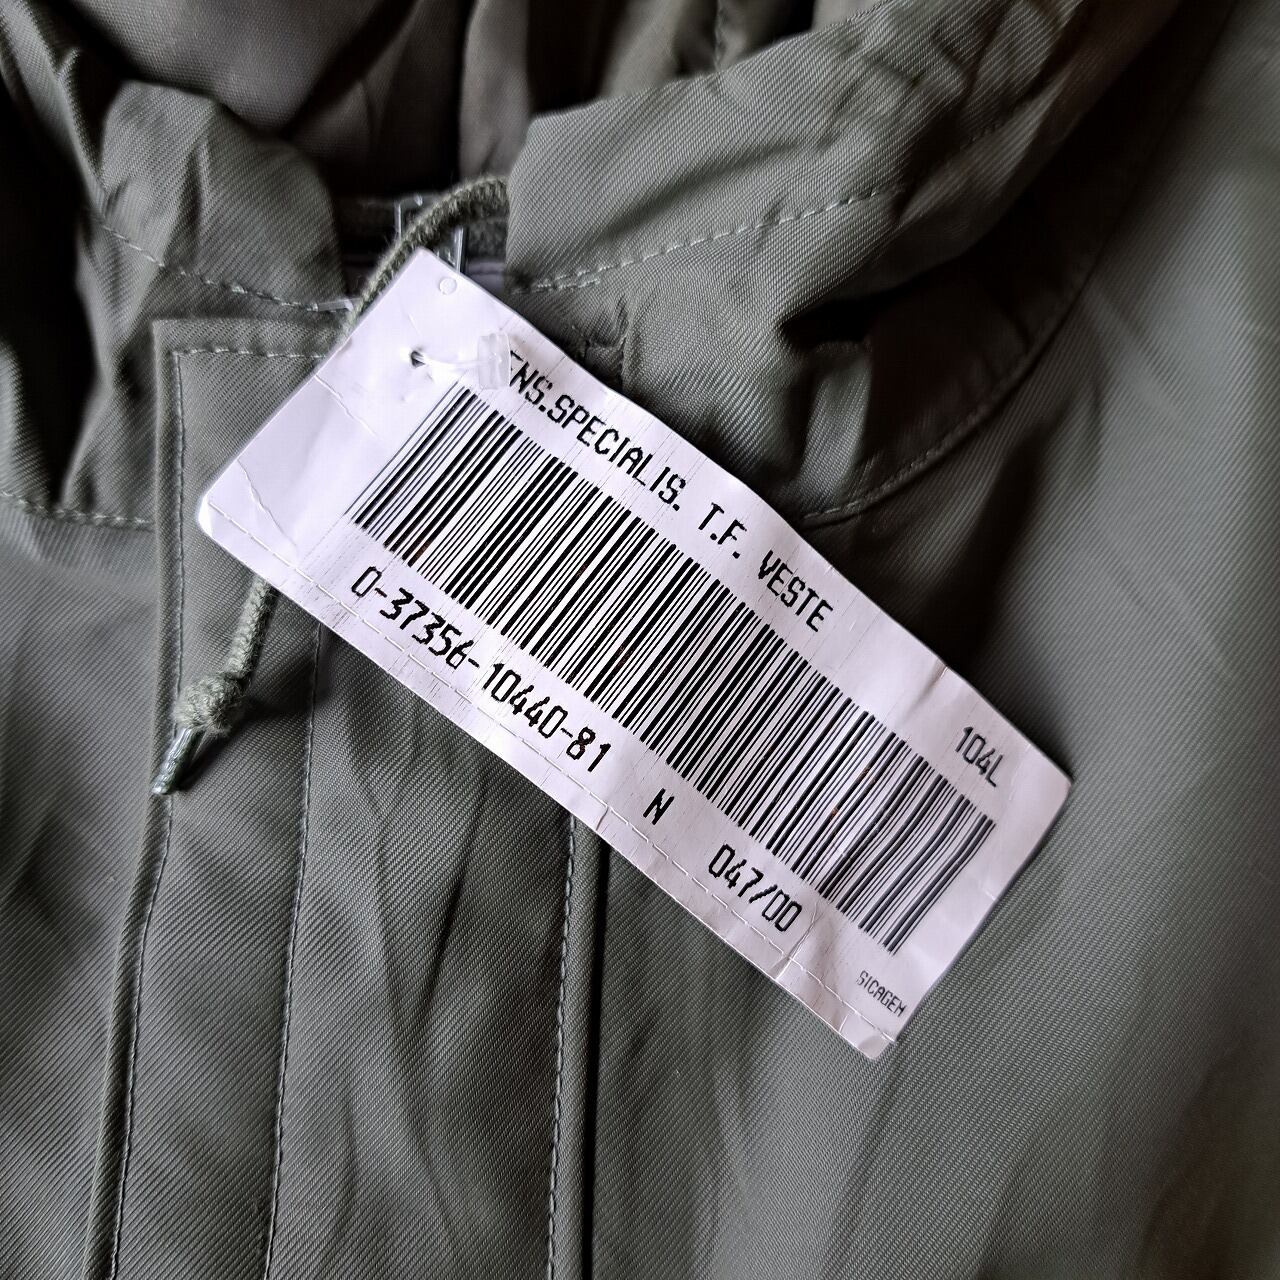 ENS.SPECIALIS. T.F. VESTE
104L
0-37356-10440-81 N 047/00
SICAGEM